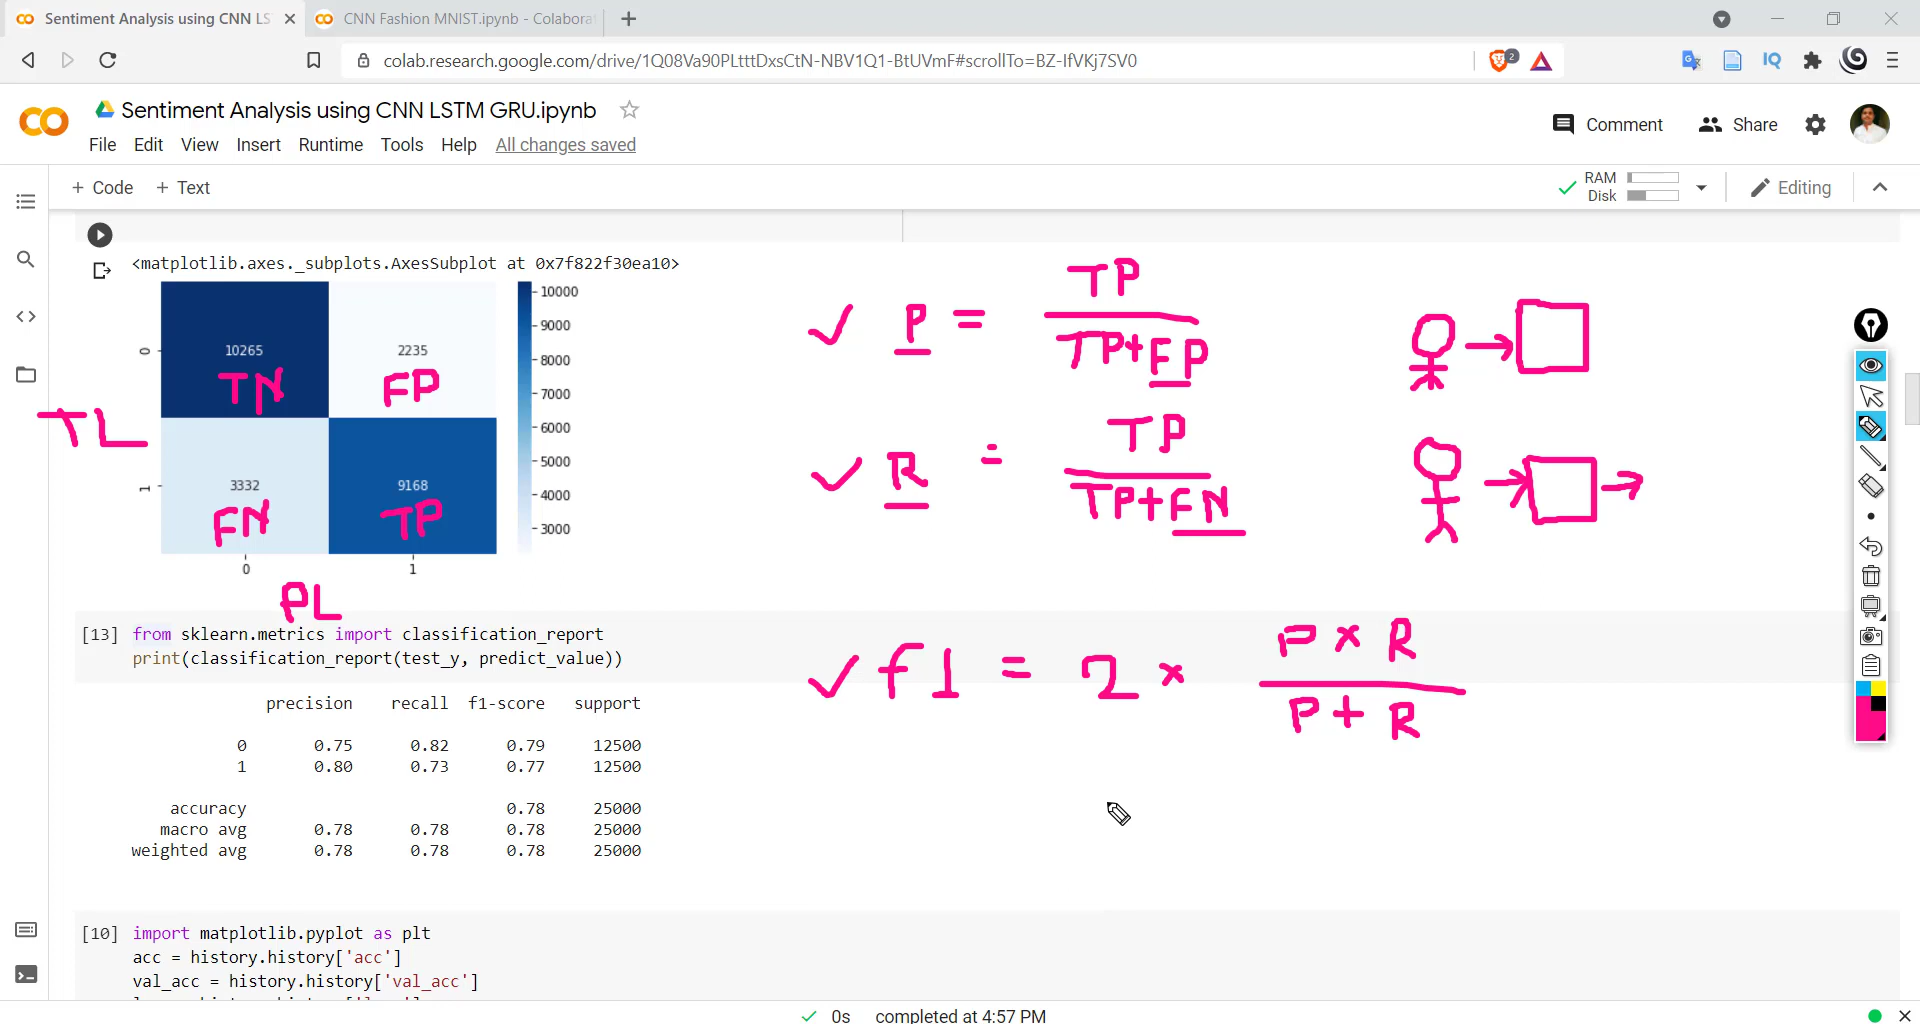 Sentiment Analysis using CNN LS
CNN Fashion MNIST.ipynb - Colaborat
colab.research.google.com/drive/1Q08Va90PLtttDxsCtN-NBV1Q1-BtUVmF#scrollTo=BZ-IfVKj7SV0
2
IQ
Sentiment Analysis using CNN LSTM GRU.ipynb
Comment
Share
File Edit View Insert Runtime Tools Help All changes saved
+ Code + Text
RAM
Disk
Editing
<matplotlib.axes._subplots.AxesSubplot at 0x7f822f30ea10>
10000
9000
8000
7000
6000
5000
4000
3000
0
10265
2235
TN
FP
TL
1
3332
9168
FN
TP
0
1
PL
P = TP
TP+FP
R = TP
TP+FN
f1 = 2 × P × R
P + R
[13] from sklearn.metrics import classification_report
print(classification_report(test_y, predict_value))
precision recall f1-score support
0 0.75 0.82 0.79 12500
1 0.80 0.73 0.77 12500
accuracy 0.78 25000
macro avg 0.78 0.78 0.78 25000
weighted avg 0.78 0.78 0.78 25000
[10] import matplotlib.pyplot as plt
acc = history.history['acc']
val_acc = history.history['val_acc']
0s completed at 4:57 PM